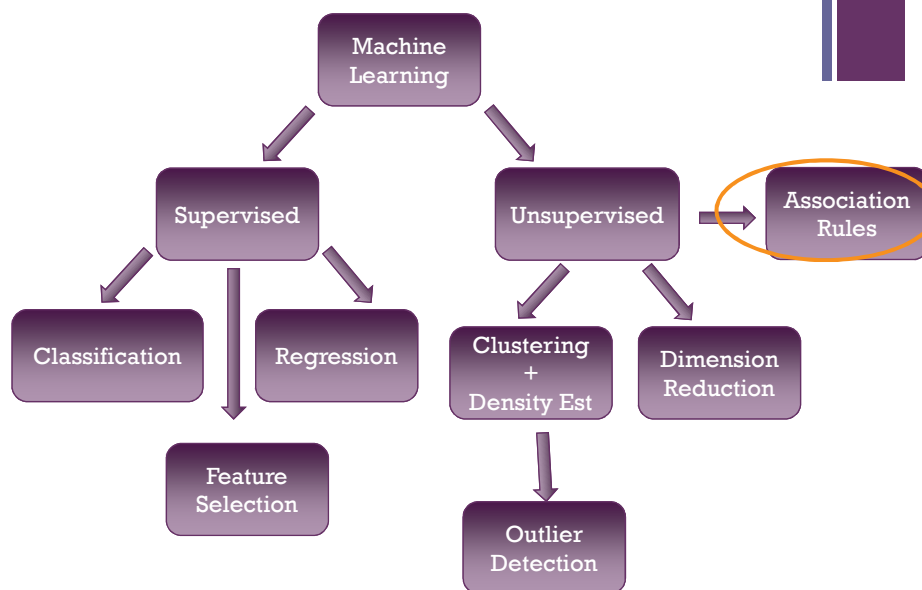 Machine
Learning
Supervised
Unsupervised
Association
Rules
Classification
Regression
Clustering
+
Density Est
Dimension
Reduction
Feature
Selection
Outlier
Detection